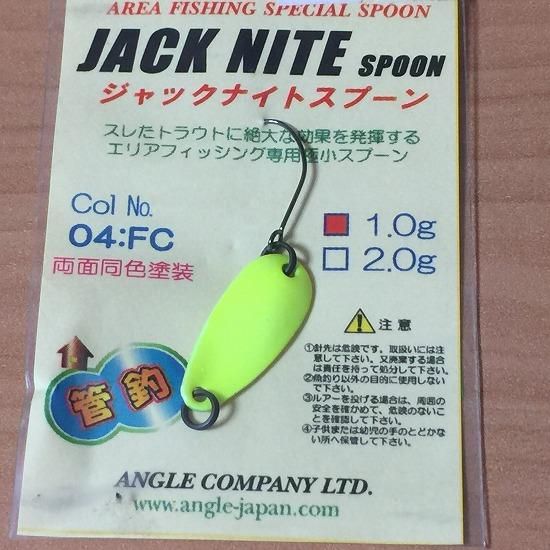 AREA FISHING SPECIAL SPOON
JACK NITE SPOON
ジャックナイトスプーン
スレたトラウトに絶大な効果を発揮する
エリアフィッシング専用極小スプーン
Col No.
04:FC
両面同色塗装
1.0g
2.0g
管釣
注意
①針先は危険です。取扱いには注
意して下さい。又廃棄する場合
は責任を持って処分して下さい。
②魚釣り以外の目的に使用しない
で下さい。
③ルアーを投げる場合は、周囲の
安全を確かめて、危険のないこ
とを確認して下さい。
④子供または幼児の手のとどかな
い所へ保管して下さい。
ANGLE COMPANY LTD.
www.angle-japan.com